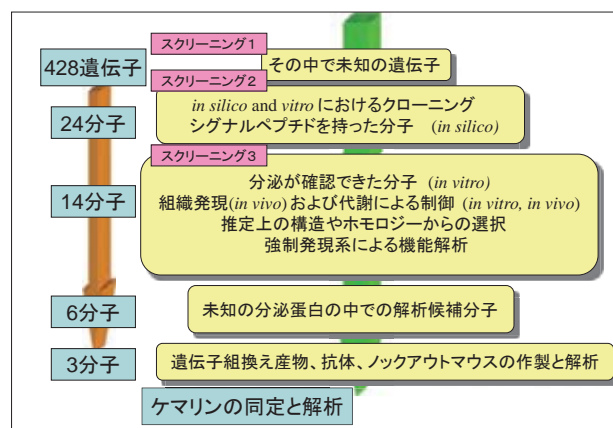 スクリーニング1
428遺伝子
その中で未知の遺伝子
スクリーニング2
24分子
in silico and vitro におけるクローニング
シグナルペプチドを持った分子 (in silico)
スクリーニング3
14分子
分泌が確認できた分子 (in vitro)
組織発現(in vivo) および代謝による制御 (in vitro, in vivo)
推定上の構造やホモロジーからの選択
強制発現系による機能解析
6分子
未知の分泌蛋白の中での解析候補分子
3分子
遺伝子組換え産物、抗体、ノックアウトマウスの作製と解析
ケマリンの同定と解析